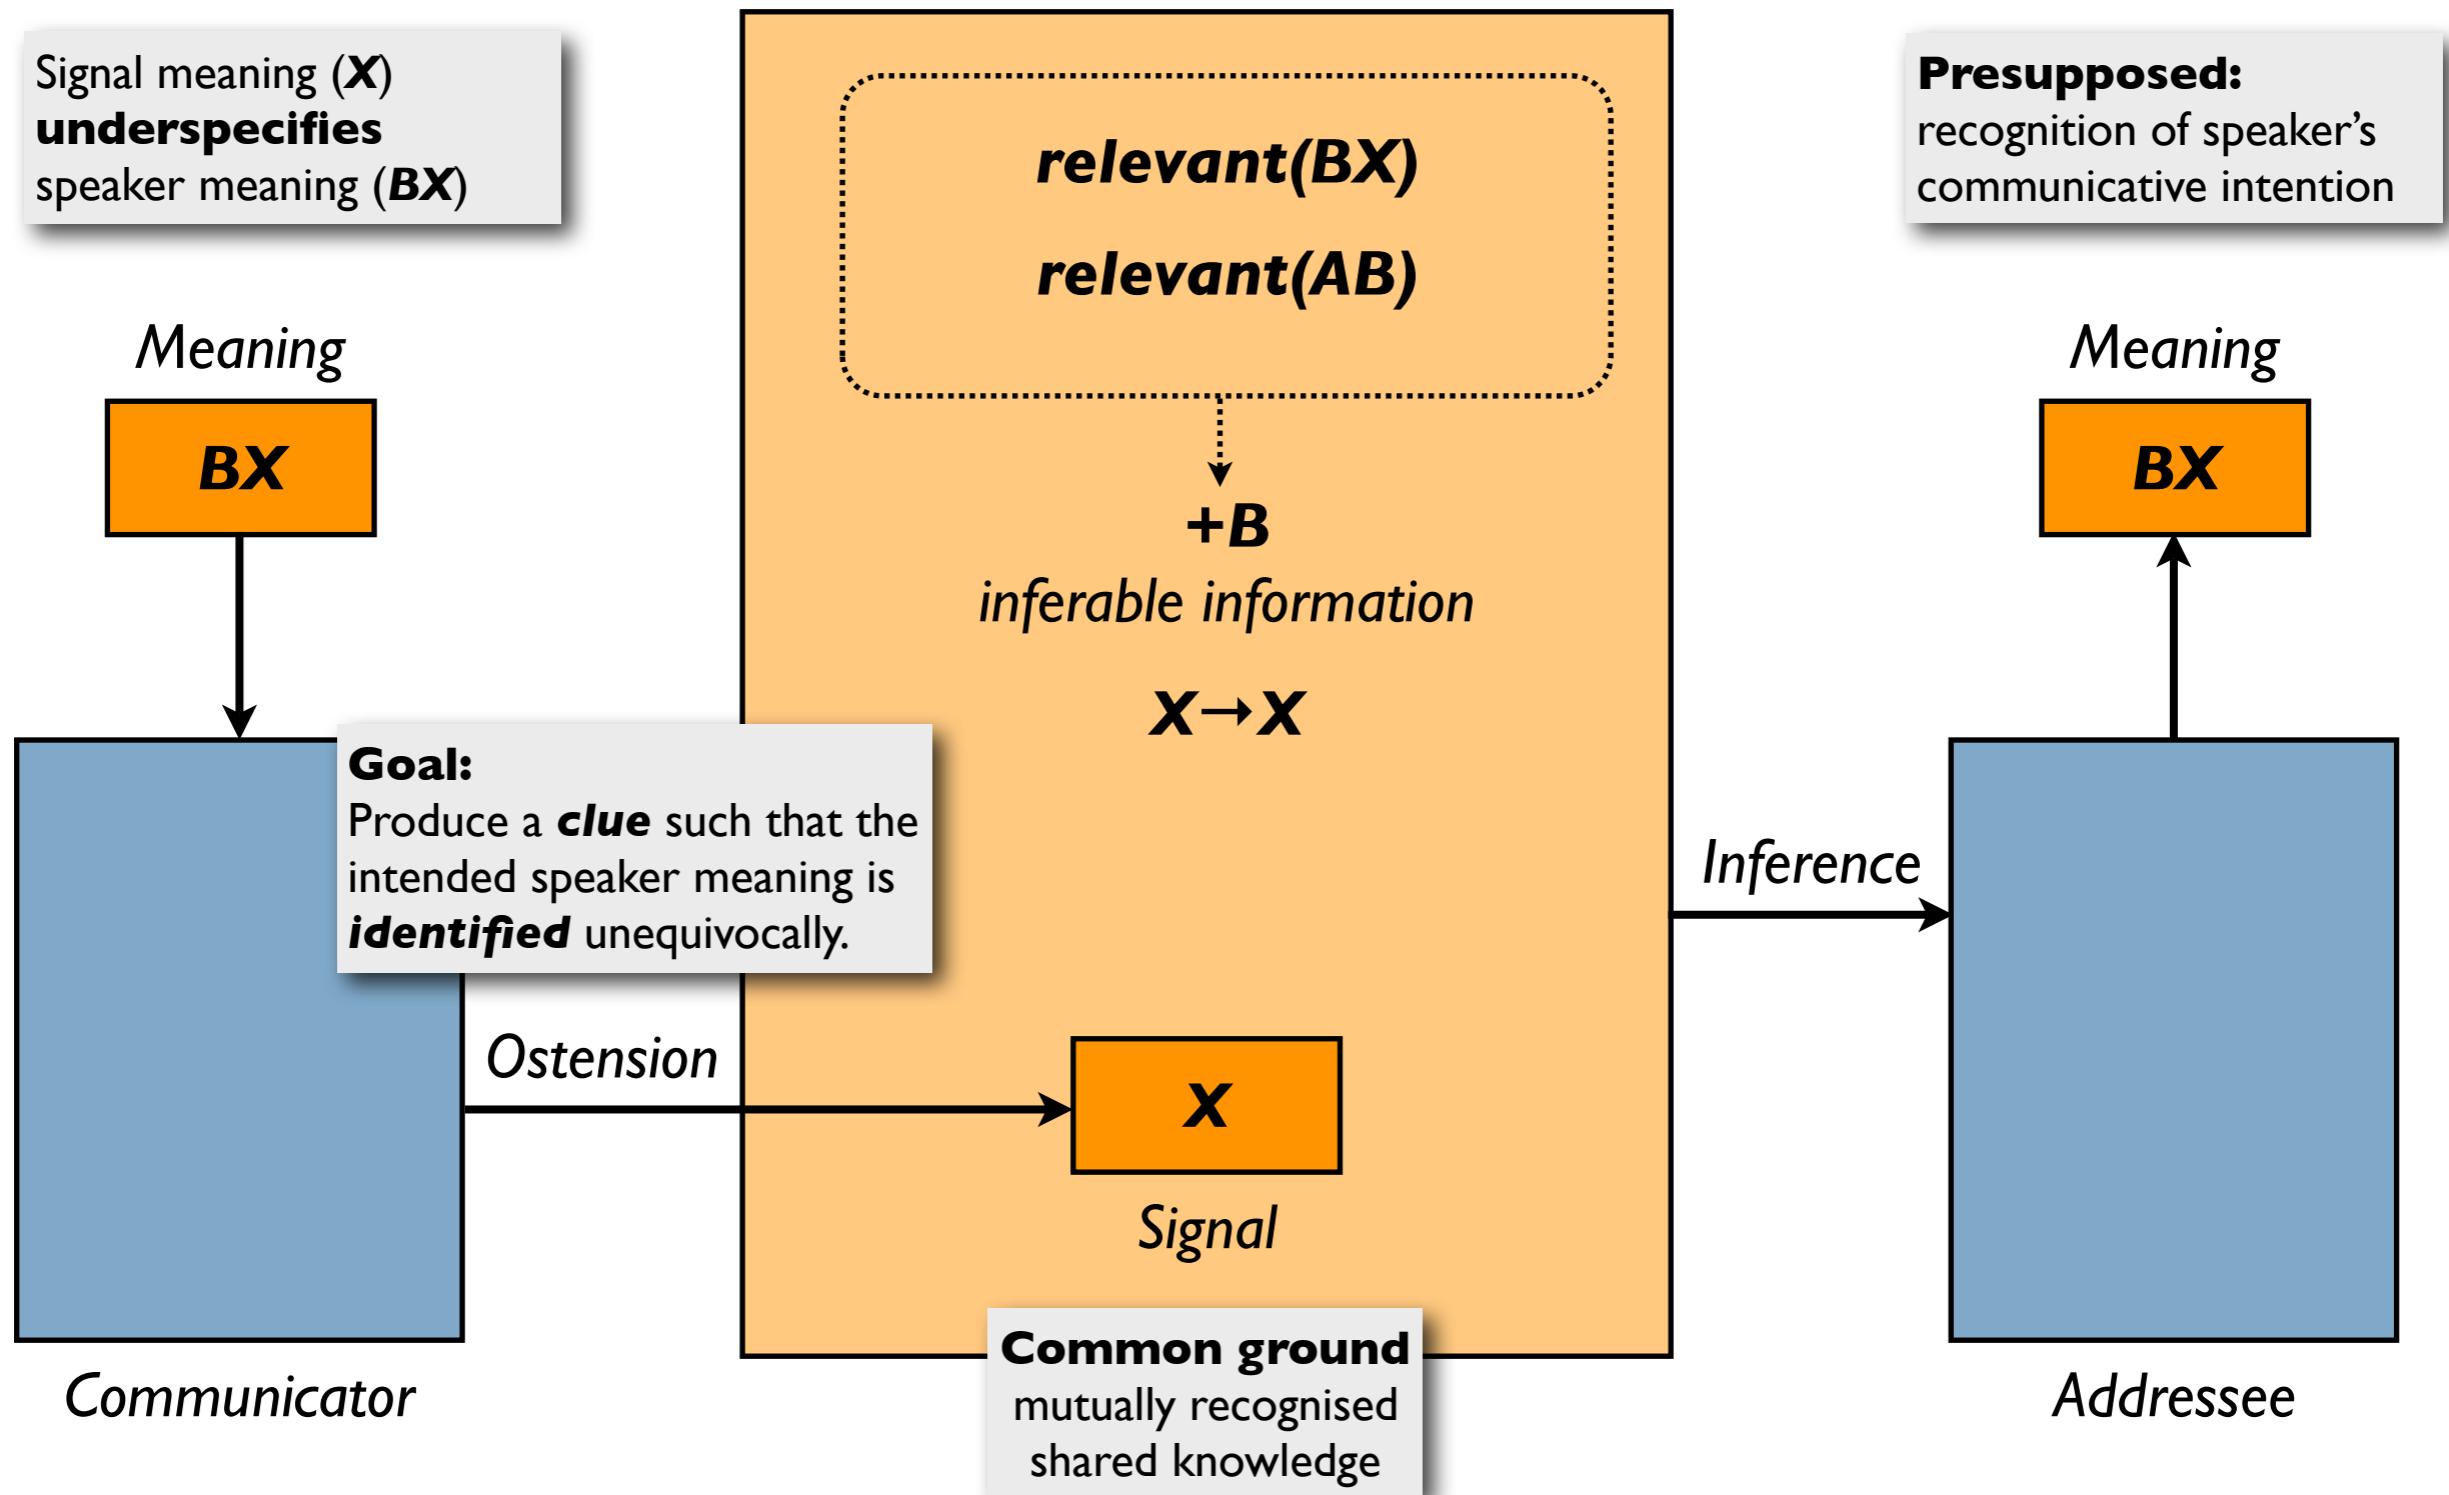 Signal meaning (X)
underspecifies
speaker meaning (BX)
Presupposed:
recognition of speaker’s
communicative intention
relevant(BX)
relevant(AB)
Meaning
BX
Meaning
BX
+B
inferable information
X→X
Goal:
Produce a clue such that the
intended speaker meaning is
identified unequivocally.
Inference
Ostension
X
Signal
Common ground
mutually recognised
shared knowledge
Communicator
Addressee